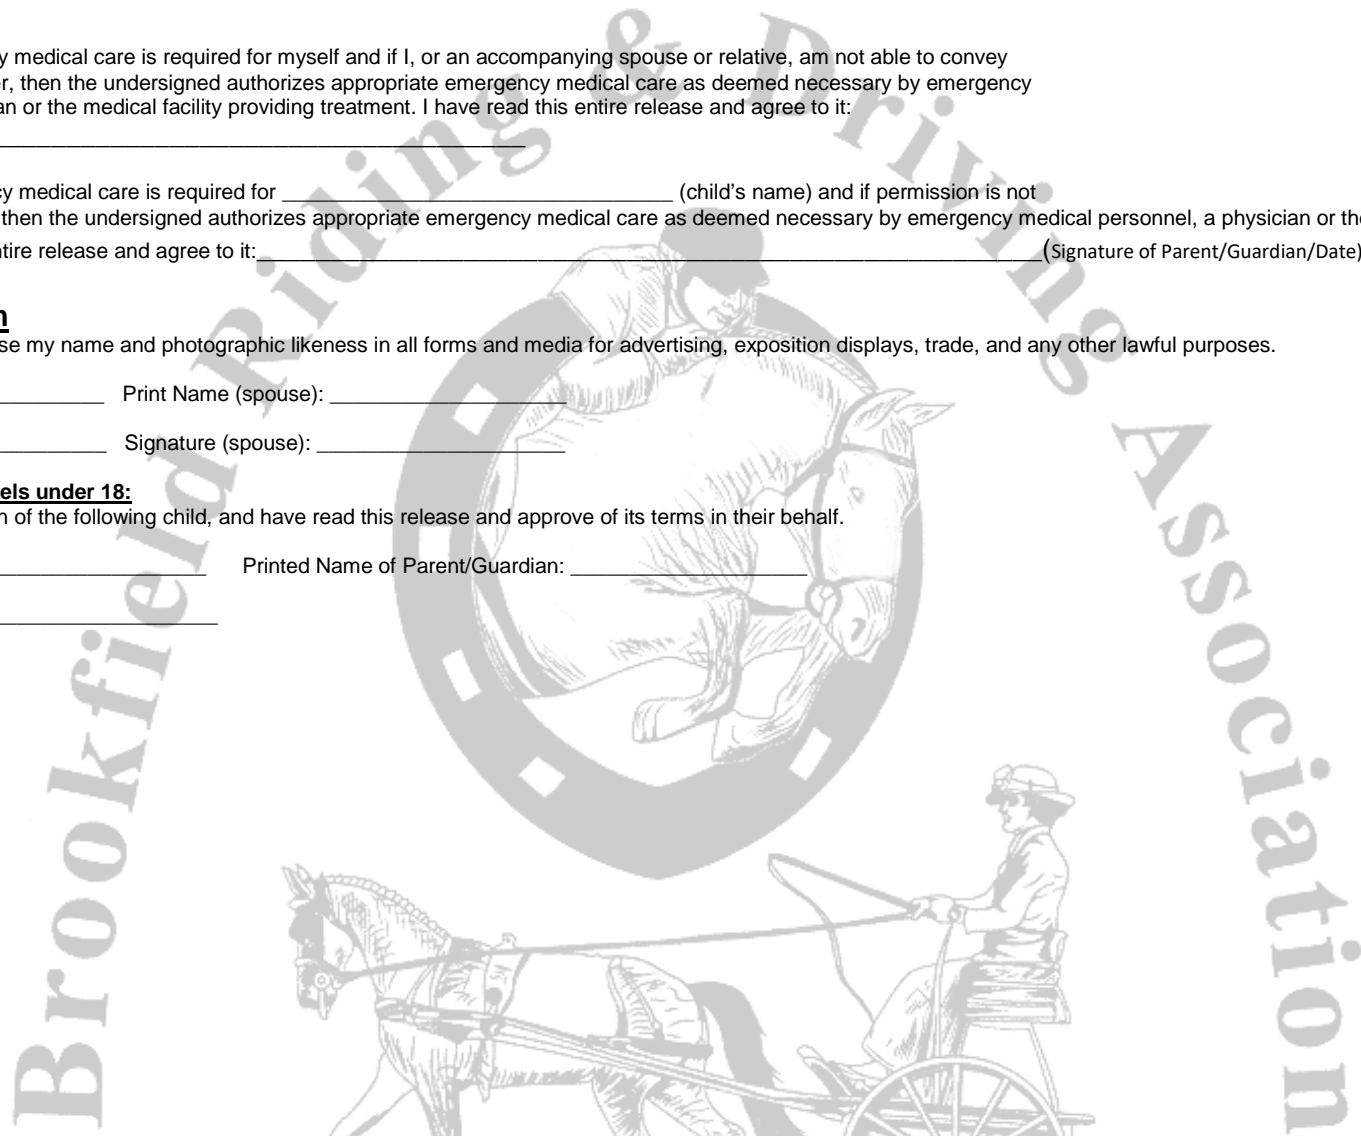 y medical care is required for myself and if I, or an accompanying spouse or relative, am not able to convey
r, then the undersigned authorizes appropriate emergency medical care as deemed necessary by emergency
an or the medical facility providing treatment. I have read this entire release and agree to it:
cy medical care is required for ________________________________ (child's name) and if permission is not
then the undersigned authorizes appropriate emergency medical care as deemed necessary by emergency medical personnel, a physician or the
ntire release and agree to it:________________________________________________(Signature of Parent/Guardian/Date)
n
se my name and photographic likeness in all forms and media for advertising, exposition displays, trade, and any other lawful purposes.
_________ Print Name (spouse): ____________________
_________ Signature (spouse): _____________________
els under 18:
n of the following child, and have read this release and approve of its terms in their behalf.
_________________ Printed Name of Parent/Guardian: ____________________
Brookfield Riding & Driving Association